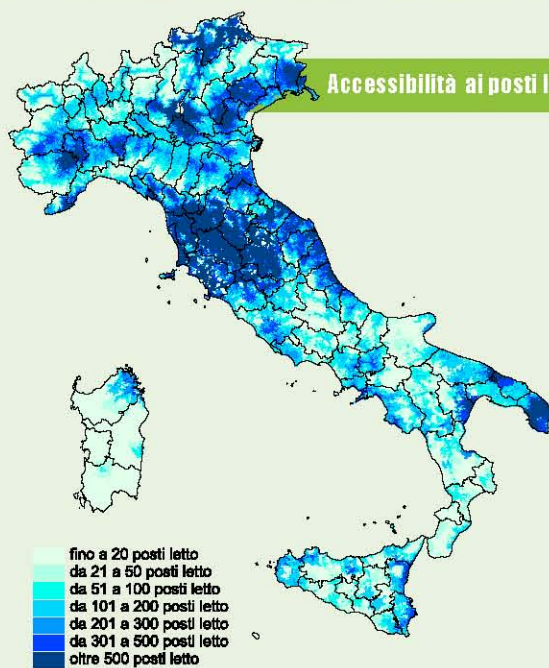 Accessibilità ai posti l
fino a 20 posti letto
da 21 a 50 posti letto
da 51 a 100 posti letto
da 101 a 200 posti letto
da 201 a 300 posti letto
da 301 a 500 posti letto
oltre 500 posti letto